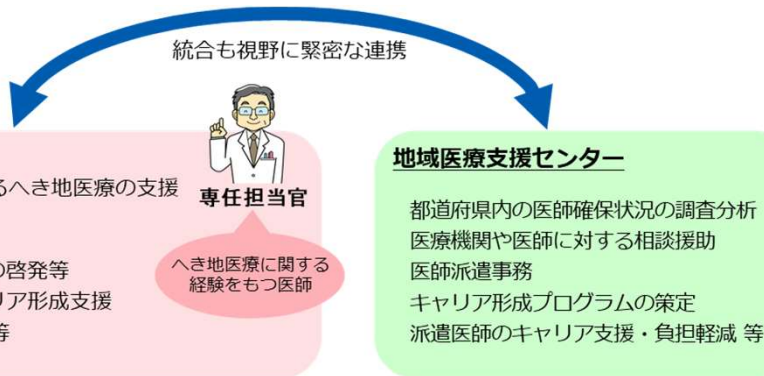 統合も視野に緊密な連携
るへき地医療の支援
の啓発等
リア形成支援
等
専任担当官
へき地医療に関する
経験をもつ医師
地域医療支援センター
都道府県内の医師確保状況の調査分析
医療機関や医師に対する相談援助
医師派遣事務
キャリア形成プログラムの策定
派遣医師のキャリア支援・負担軽減 等